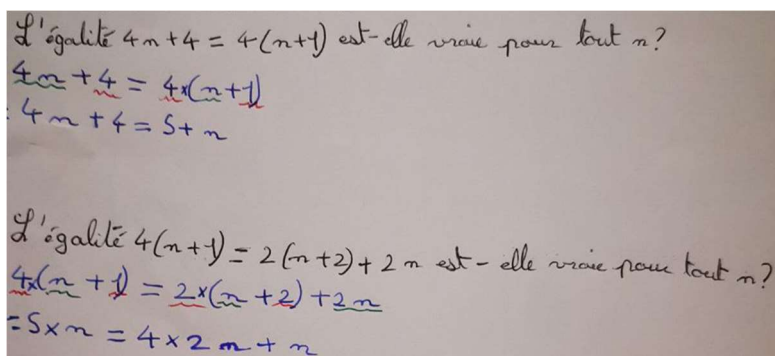 L'égalité 4n+4 = 4(n+1) est-elle vraie pour tout n?
4n + 4 = 4×(n+1)
: 4n + 4 = 5+ n
L'égalité 4(n+1) = 2(n+2)+ 2n est-elle vraie pour tout n?
4×(n + 1) = 2×(n + 2) + 2n
= 5×n = 4×2n + n